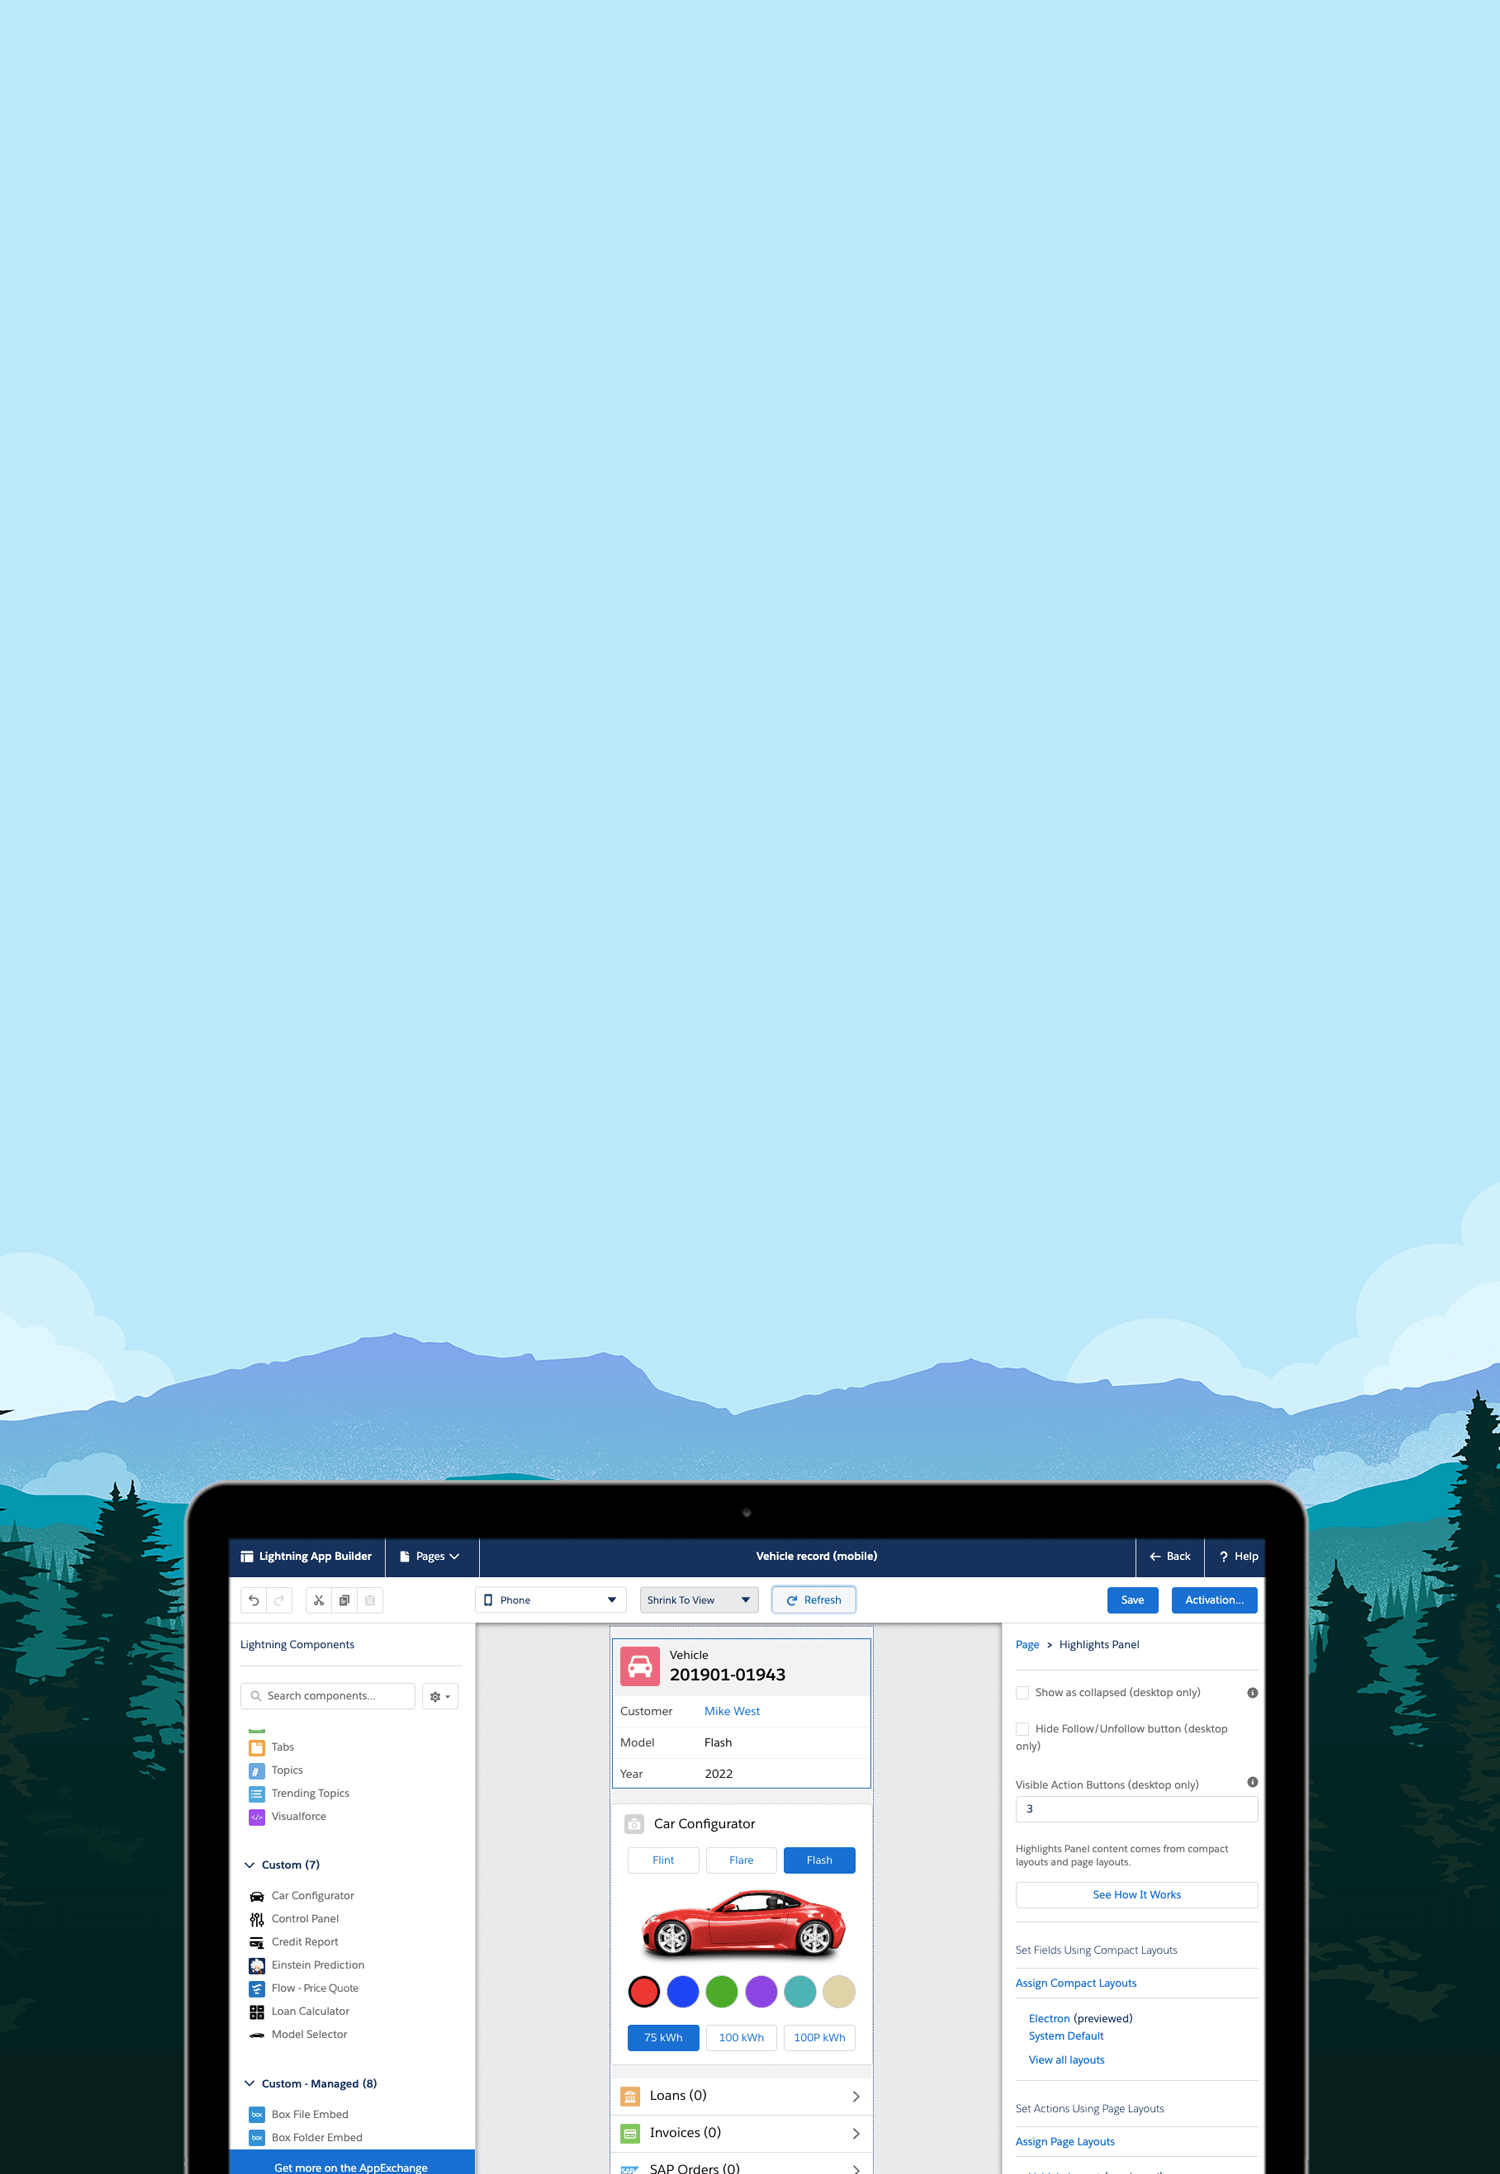 Lightning App Builder
Pages
Vehicle record (mobile)
Back
? Help
Phone
Shrink To View
Refresh
Save
Activation...
Lightning Components
Search components...
Tabs
# Topics
Trending Topics
</> Visualforce
Custom (7)
Car Configurator
Control Panel
Credit Report
Einstein Prediction
Flow - Price Quote
Loan Calculator
Model Selector
Custom - Managed (8)
box Box File Embed
box Box Folder Embed
Get more on the AppExchange
Vehicle
201901-01943
Customer Mike West
Model Flash
Year 2022
Car Configurator
Flint Flare Flash
75 kWh 100 kWh 100P kWh
Loans (0)
Invoices (0)
SAP SAP Orders (0)
Page > Highlights Panel
Show as collapsed (desktop only)
Hide Follow/Unfollow button (desktop
only)
Visible Action Buttons (desktop only)
3
Highlights Panel content comes from compact
layouts and page layouts.
See How It Works
Set Fields Using Compact Layouts
Assign Compact Layouts
Electron (previewed)
System Default
View all layouts
Set Actions Using Page Layouts
Assign Page Layouts